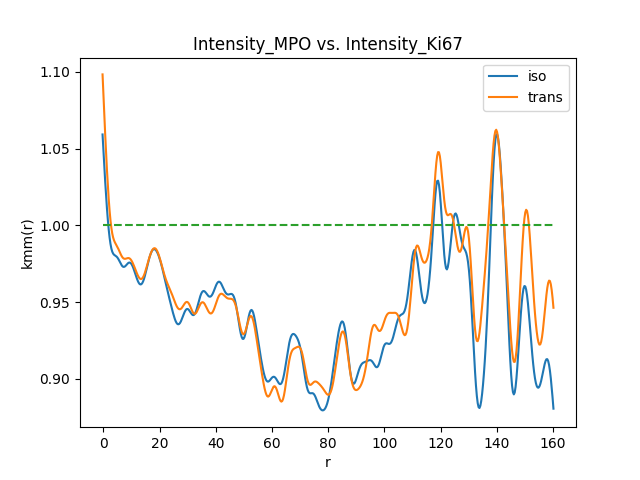 Intensity_MPO vs. Intensity_Ki67
iso
trans
kmm(r)
1.10
1.05
1.00
0.95
0.90
0 20 40 60 80 100 120 140 160
r